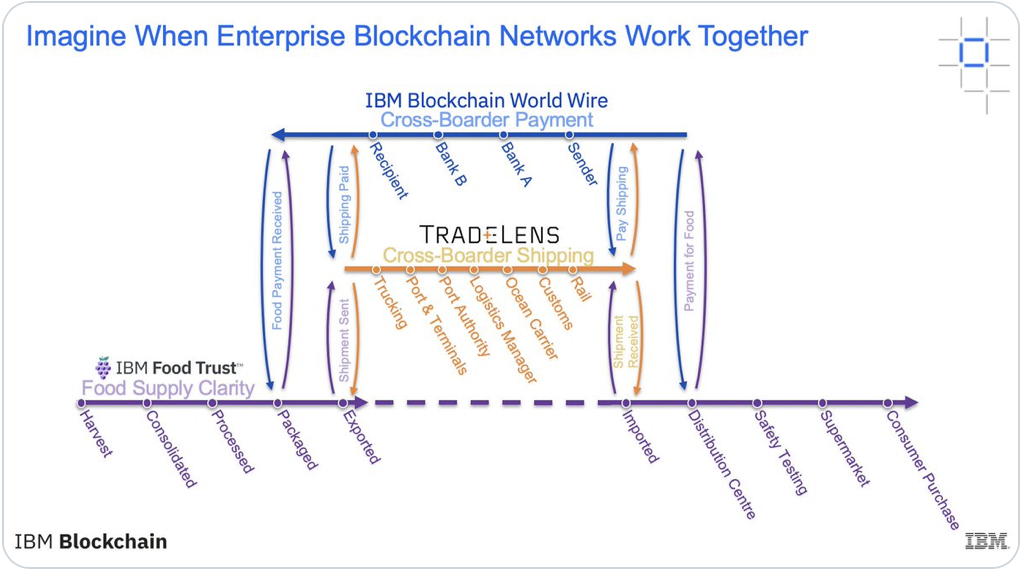 Imagine When Enterprise Blockchain Networks Work Together
IBM Blockchain World Wire
Cross-Boarder Payment
Recipient
Bank B
Bank A
Sender
Food Payment Received
Shipping Paid
Pay Shipping
Payment for Food
TRADELENS
Cross-Boarder Shipping
Trucking
Port & Terminals
Port Authority
Logistics Manager
Ocean Carrier
Customs
Rail
Shipment Sent
Shipment
Received
IBM Food Trust™
Food Supply Clarity
Harvest
Consolidated
Processed
Packaged
Exported
Imported
Distribution Centre
Safety Testing
Supermarket
Consumer Purchase
IBM Blockchain
IBM